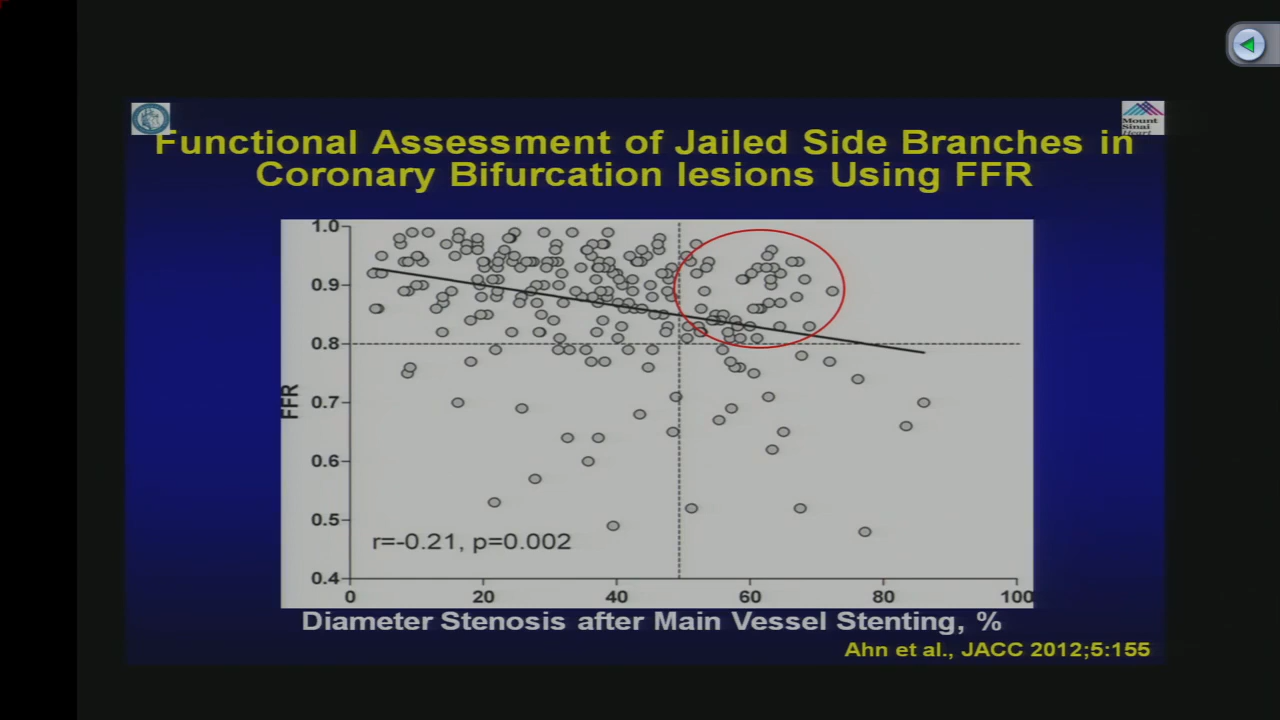 Mount
Sinai
Heart
Functional Assessment of Jailed Side Branches in
Coronary Bifurcation lesions Using FFR
1.0
0.9
0.8
0.7
0.6
0.5
0.4
FFR
r=-0.21, p=0.002
0 20 40 60 80 100
Diameter Stenosis after Main Vessel Stenting, %
Ahn et al., JACC 2012;5:155